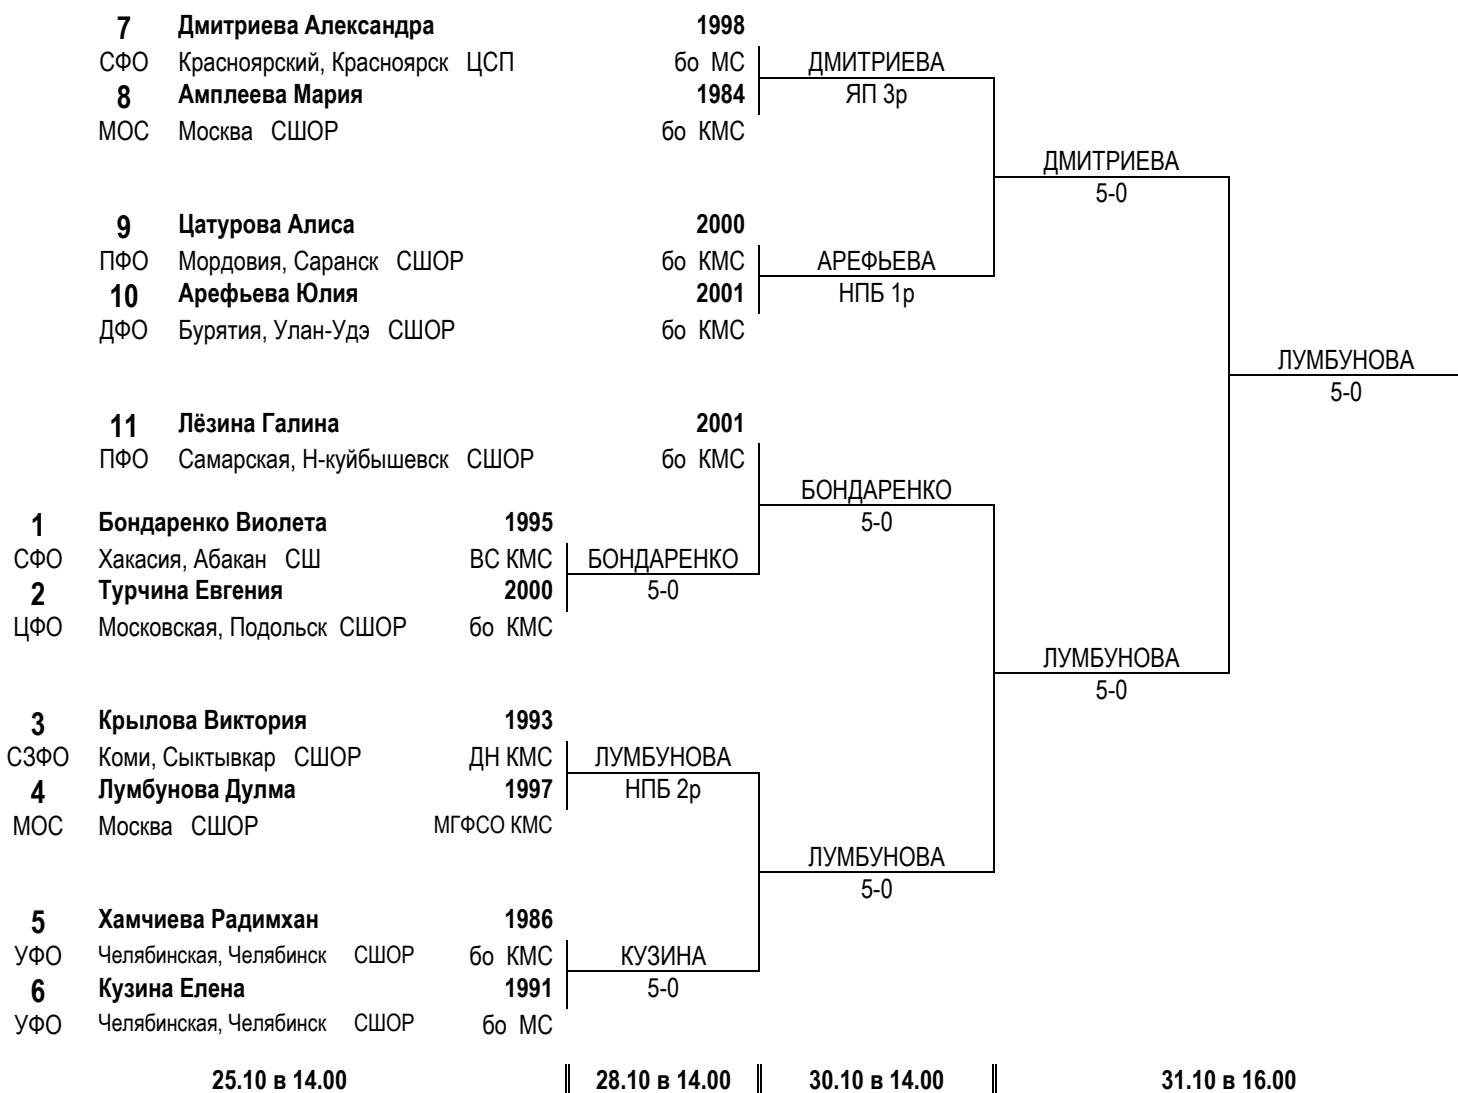 7 Дмитриева Александра 1998
СФО Красноярский, Красноярск ЦСП бо МС ДМИТРИЕВА
8 Амплеева Мария 1984 ЯП 3р
МОС Москва СШОР бо КМС
ДМИТРИЕВА
5-0
9 Цатурова Алиса 2000
ПФО Мордовия, Саранск СШОР бо КМС АРЕФЬЕВА
10 Арефьева Юлия 2001 НПБ 1р
ДФО Бурятия, Улан-Удэ СШОР бо КМС
ЛУМБУНОВА
5-0
11 Лёзина Галина 2001
ПФО Самарская, Н-куйбышевск СШОР бо КМС
БОНДАРЕНКО
1 Бондаренко Виолета 1995 5-0
СФО Хакасия, Абакан СШ ВС КМС БОНДАРЕНКО
2 Турчина Евгения 2000 5-0
ЦФО Московская, Подольск СШОР бо КМС
ЛУМБУНОВА
5-0
3 Крылова Виктория 1993
СЗФО Коми, Сыктывкар СШОР ДН КМС ЛУМБУНОВА
4 Лумбунова Дулма 1997 НПБ 2р
МОС Москва СШОР МГФСО КМС
ЛУМБУНОВА
5-0
5 Хамчиева Радимхан 1986
УФО Челябинская, Челябинск СШОР бо КМС КУЗИНА
6 Кузина Елена 1991 5-0
УФО Челябинская, Челябинск СШОР бо МС
25.10 в 14.00 28.10 в 14.00 30.10 в 14.00 31.10 в 16.00